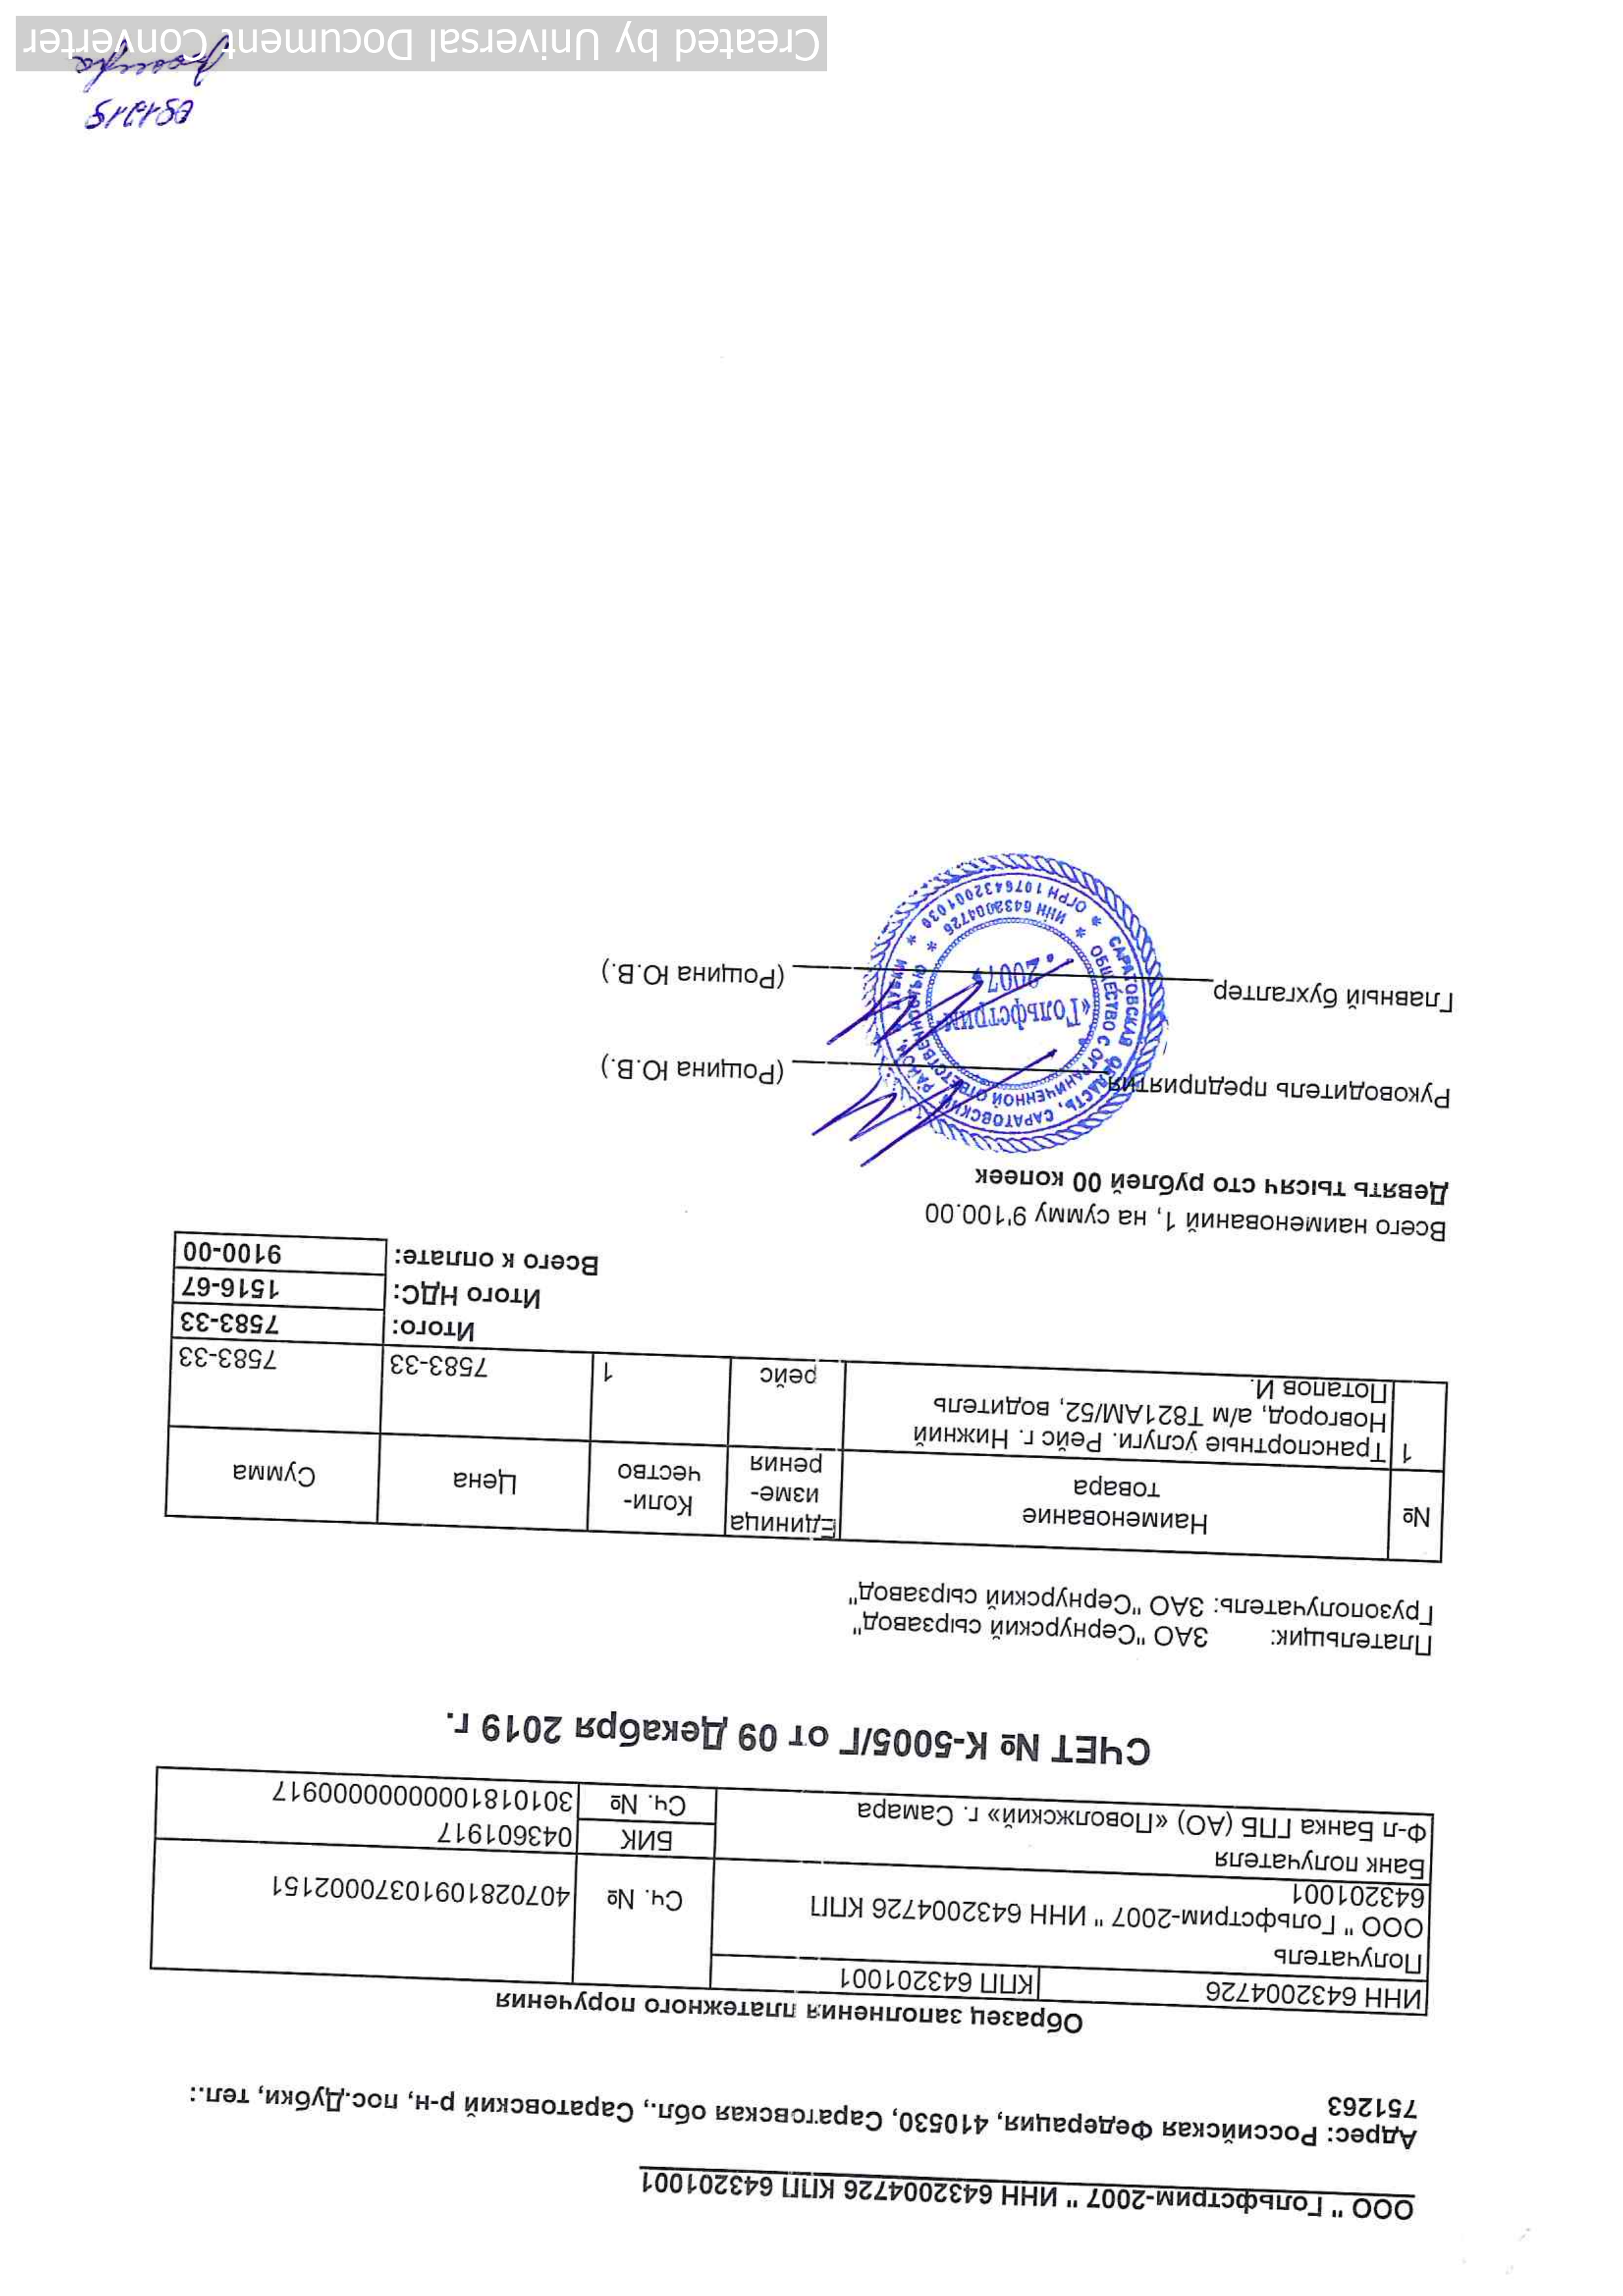 ООО " Гольфстрим-2007 " ИНН 6432004726 КПП 643201001
Адрес: Российская Федерация, 410530, Саратовская обл., Саратовский р-н, пос.Дубки, тел.:
751263
Образец заполнения платежного поручения
ИНН 6432004726 КПП 643201001
Получатель
ООО " Гольфстрим-2007 " ИНН 6432004726 КПП
643201001
Сч. № 40702810910370002151
Банк получателя
Ф-л Банка ГПБ (АО) «Поволжский» г. Самара
БИК 043601917
Сч. № 30101810000000000917
СЧЕТ № К-5005/Г от 09 Декабря 2019 г.
Плательщик: ЗАО "Сернурский сырзавод"
Грузополучатель: ЗАО "Сернурский сырзавод"
№ Наименование товара Единица изме- рения Коли- чество Цена Сумма
1 Транспортные услуги. Рейс г. Нижний
Новгород, а/м Т821АМ/52, водитель
Потапов И.
рейс 1 7583-33 7583-33
Итого: 7583-33
Итого НДС: 1516-67
Всего к оплате: 9100-00
Всего наименований 1, на сумму 9'100.00
Девять тысяч сто рублей 00 копеек
Руководитель предприятия (Рощина Ю.В.)
Главный бухгалтер (Рощина Ю.В.)
САРАТОВСКАЯ ОБЛАСТЬ, САРАТОВСКИЙ РАЙОН
ОБЩЕСТВО С ОГРАНИЧЕННОЙ ОТВЕТСТВЕННОСТЬЮ
ОГРН 1076432001030
ИНН 6432004726
«Гольфстрим
2007»
Created by Universal Document Converter